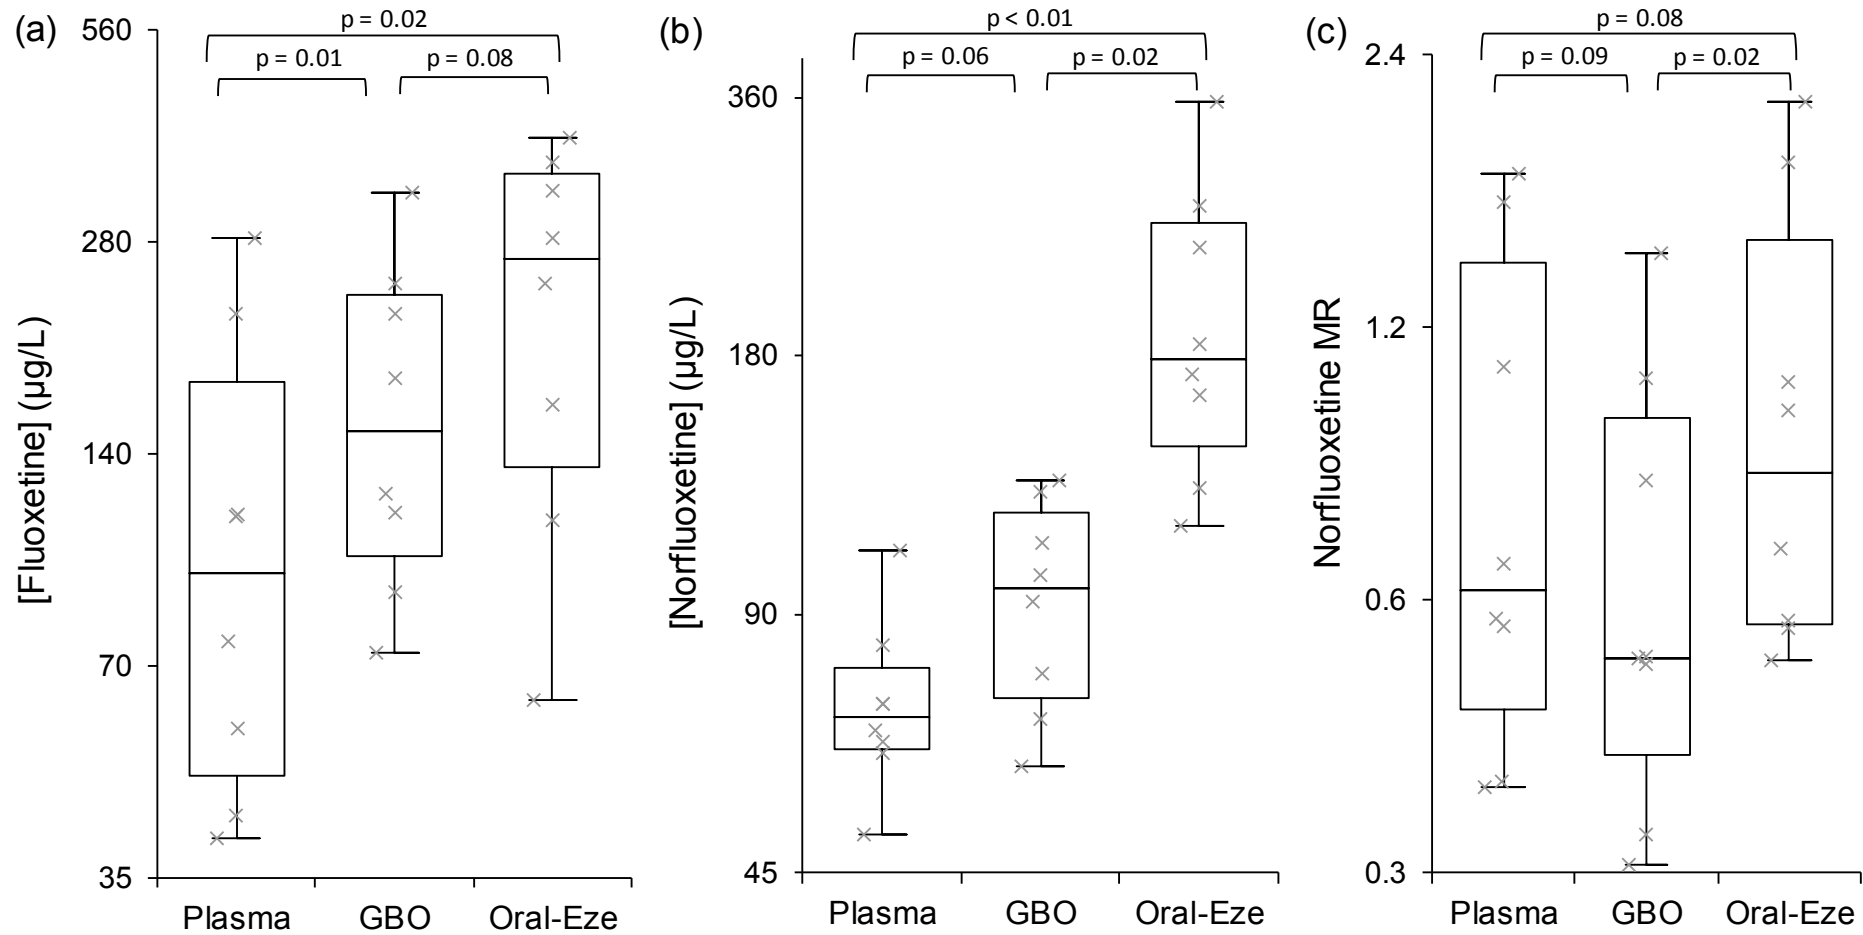 (a)
p = 0.02
p = 0.01
p = 0.08
560
280
140
70
35
[Fluoxetine] (µg/L)
Plasma GBO Oral-Eze
(b)
p < 0.01
p = 0.06
p = 0.02
360
180
90
45
[Norfluoxetine] (µg/L)
Plasma GBO Oral-Eze
(c)
p = 0.08
p = 0.09
p = 0.02
2.4
1.2
0.6
0.3
Norfluoxetine MR
Plasma GBO Oral-Eze